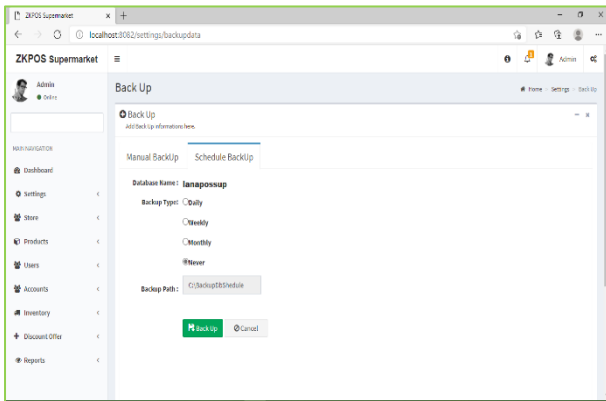 ZKPOS Supermarket
localhost:8082/settings/backupdata
ZKPOS Supermarket
Admin
Admin
Online
Back Up
Home > Settings > Back Up
Back Up
Add Back Up informations here.
MAIN NAVIGATION
Dashboard
Settings
Store
Products
Users
Accounts
Inventory
Discount Offer
Reports
Manual BackUp Schedule BackUp
Database Name : lanapossup
Backup Type: Daily
Weekly
Monthly
Never
Backup Path : C:\BackupDbShedule
Back Up Cancel